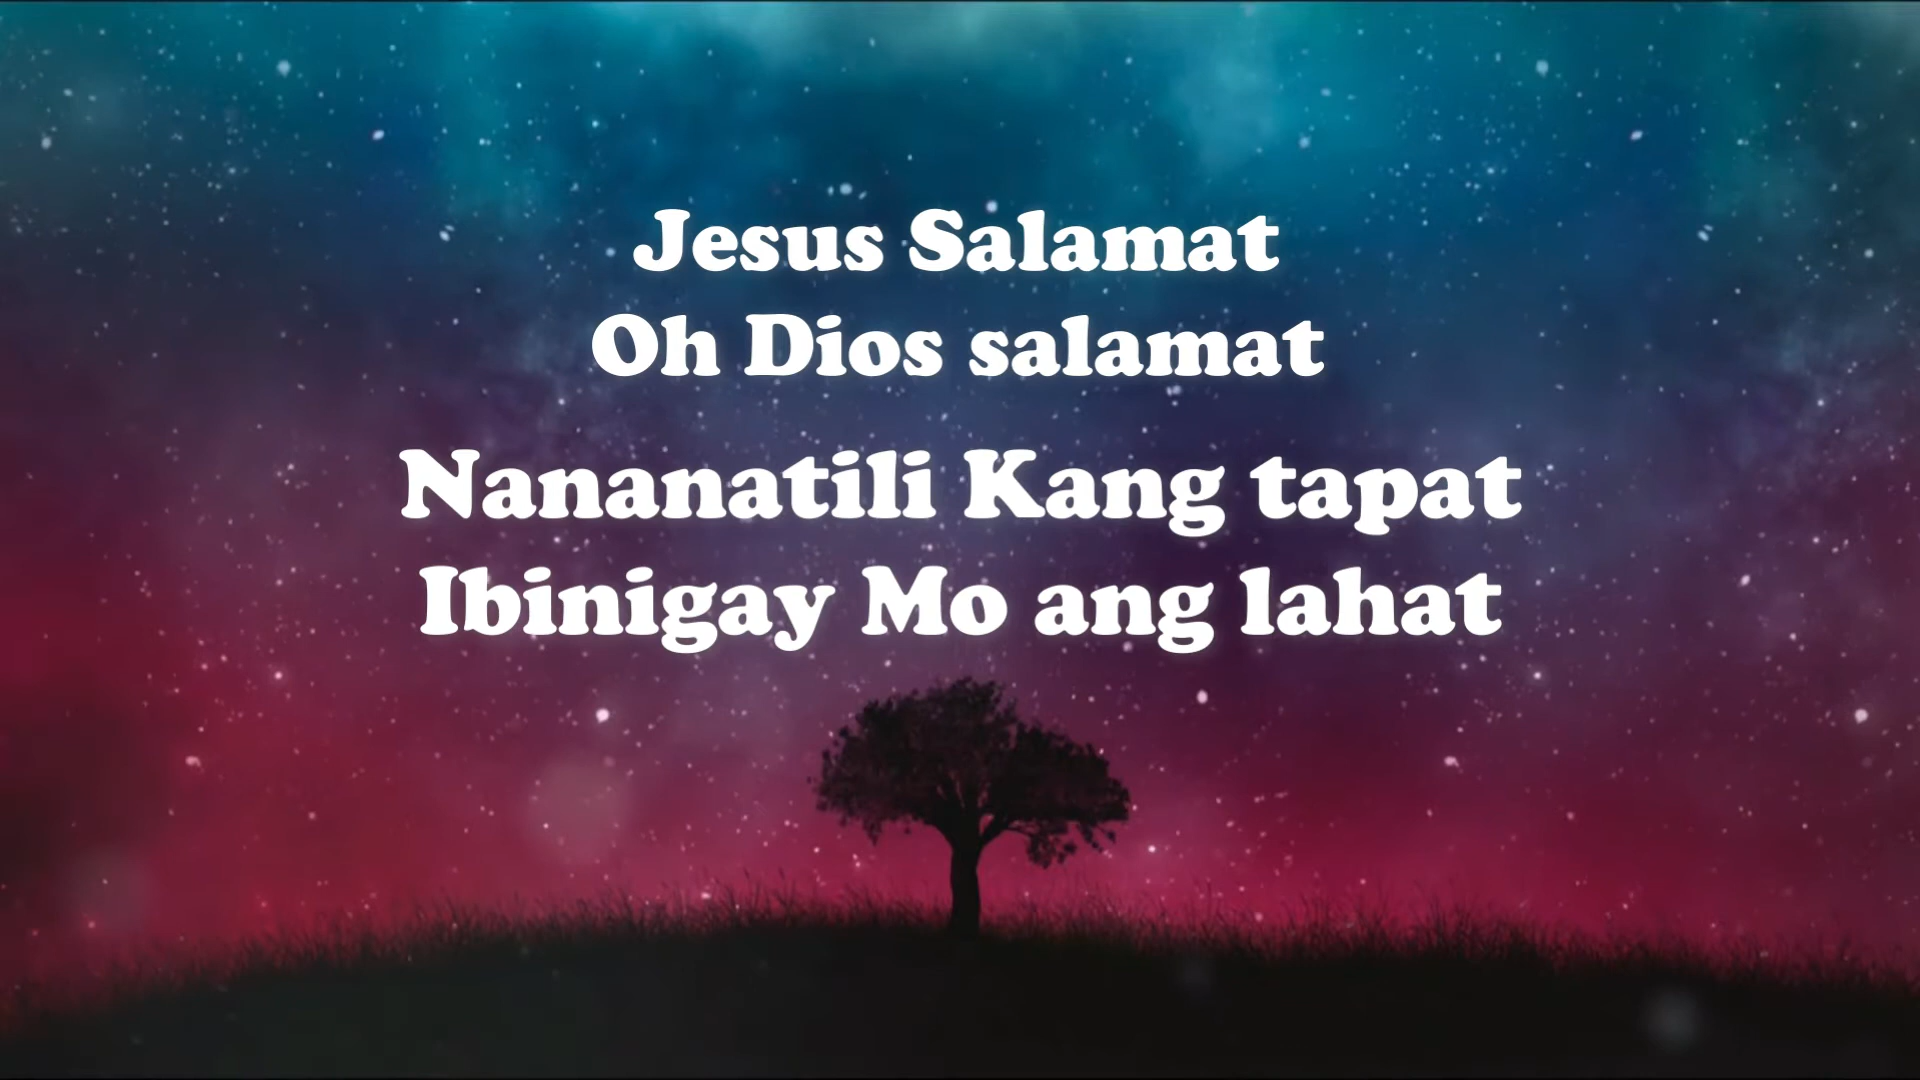 Jesus Salamat
Oh Dios salamat
Nananatili Kang tapat
Ibinigay Mo ang lahat